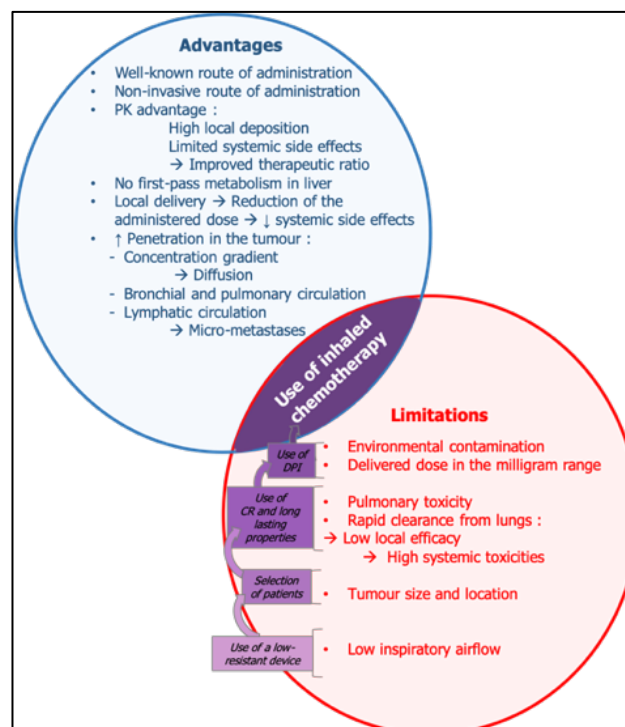 Advantages
• Well-known route of administration
• Non-invasive route of administration
• PK advantage :
High local deposition
Limited systemic side effects
→ Improved therapeutic ratio
• No first-pass metabolism in liver
• Local delivery → Reduction of the
administered dose → ↓ systemic side effects
• ↑ Penetration in the tumour :
- Concentration gradient
→ Diffusion
- Bronchial and pulmonary circulation
- Lymphatic circulation
→ Micro-metastases
Use of inhaled
chemotherapy
Limitations
Use of
DPI
• Environmental contamination
• Delivered dose in the milligram range
Use of
CR and long
lasting
properties
• Pulmonary toxicity
• Rapid clearance from lungs :
→ Low local efficacy
→ High systemic toxicities
Selection
of patients
• Tumour size and location
Use of a low-
resistant device
• Low inspiratory airflow